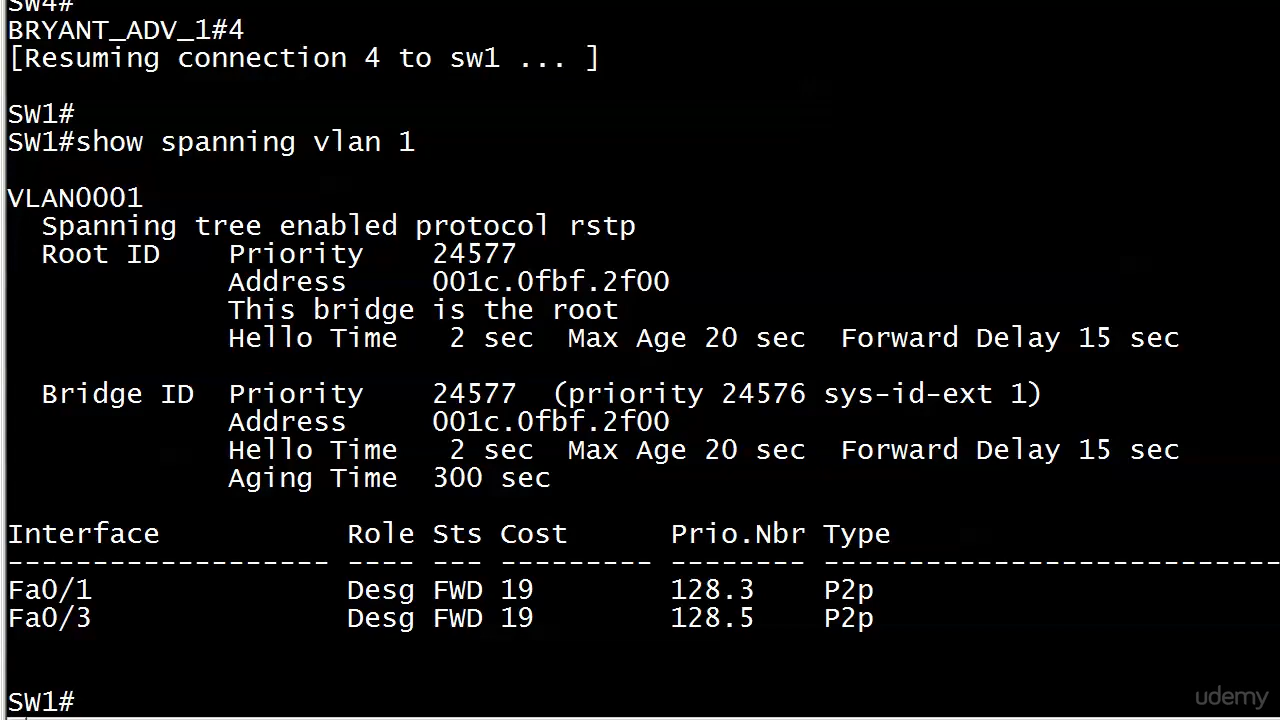 SW4#
BRYANT_ADV_1#4
[Resuming connection 4 to sw1 ... ]
SW1#
SW1#show spanning vlan 1
VLAN0001
  Spanning tree enabled protocol rstp
  Root ID    Priority    24577
             Address     001c.0fbf.2f00
             This bridge is the root
             Hello Time   2 sec  Max Age 20 sec  Forward Delay 15 sec
  Bridge ID  Priority    24577  (priority 24576 sys-id-ext 1)
             Address     001c.0fbf.2f00
             Hello Time   2 sec  Max Age 20 sec  Forward Delay 15 sec
             Aging Time  300 sec
Interface           Role Sts Cost      Prio.Nbr Type
------------------- ---- --- --------- -------- ---------------------------
Fa0/1               Desg FWD 19        128.3    P2p
Fa0/3               Desg FWD 19        128.5    P2p
SW1#
udemy